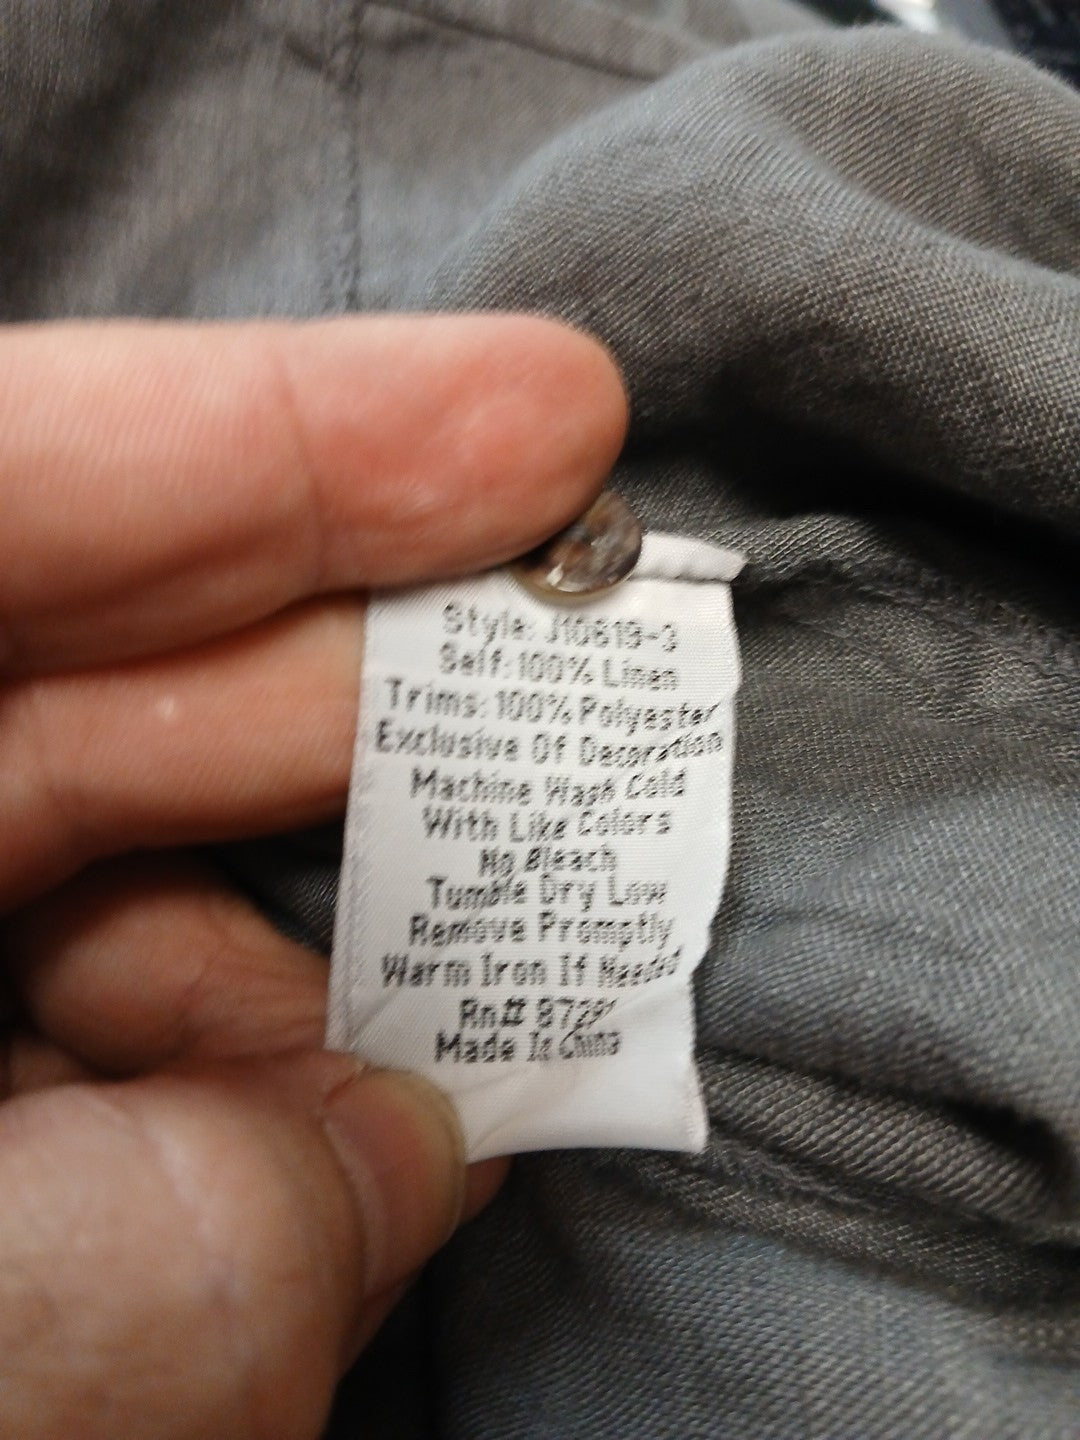 Style: J10619-3
Self: 100% Linen
Trims: 100% Polyester
Exclusive Of Decoration
Machine Wash Cold
With Like Colors
No Bleach
Tumble Dry Low
Remove Promptly
Warm Iron If Needed
Rn#
Made In China